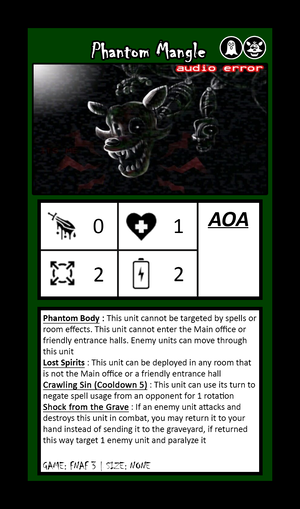 Phantom Mangle
audio error
0 1 AOA
2 2
Phantom Body : This unit cannot be targeted by spells or
room effects. This unit cannot enter the Main office or
friendly entrance halls. Enemy units can move through
this unit
Lost Spirits : This unit can be deployed in any room that
is not the Main office or a friendly entrance hall
Crawling Sin (Cooldown 5) : This unit can use its turn to
negate spell usage from an opponent for 1 rotation
Shock from the Grave : If an enemy unit attacks and
destroys this unit in combat, you may return it to your
hand instead of sending it to the graveyard, if returned
this way target 1 enemy unit and paralyze it
GAME: FNAF 3 | SIZE: NONE